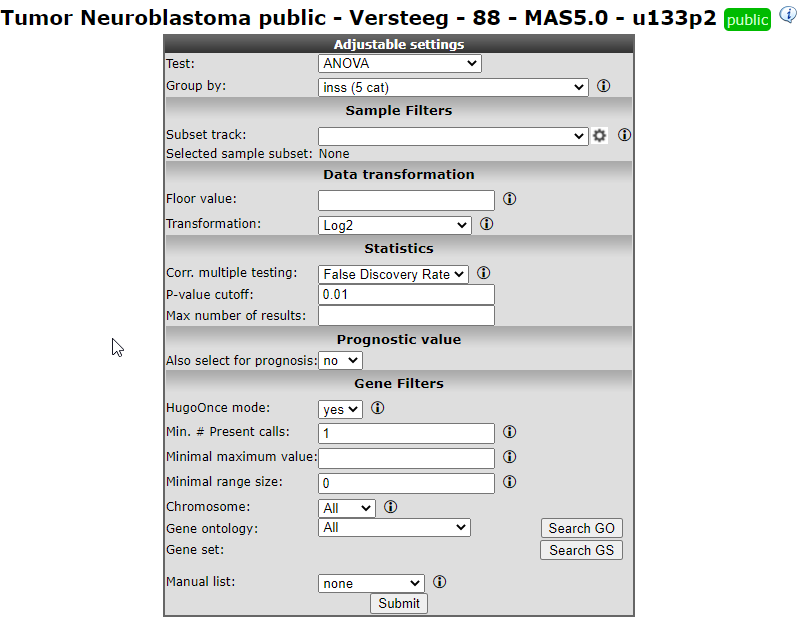 Tumor Neuroblastoma public - Versteeg - 88 - MAS5.0 - u133p2 public
Adjustable settings
Test: ANOVA
Group by: inss (5 cat)
Sample Filters
Subset track:
Selected sample subset: None
Data transformation
Floor value:
Transformation: Log2
Statistics
Corr. multiple testing: False Discovery Rate
P-value cutoff: 0.01
Max number of results:
Prognostic value
Also select for prognosis: no
Gene Filters
HugoOnce mode: yes
Min. # Present calls: 1
Minimal maximum value:
Minimal range size: 0
Chromosome: All
Gene ontology: All Search GO
Gene set: Search GS
Manual list: none
Submit